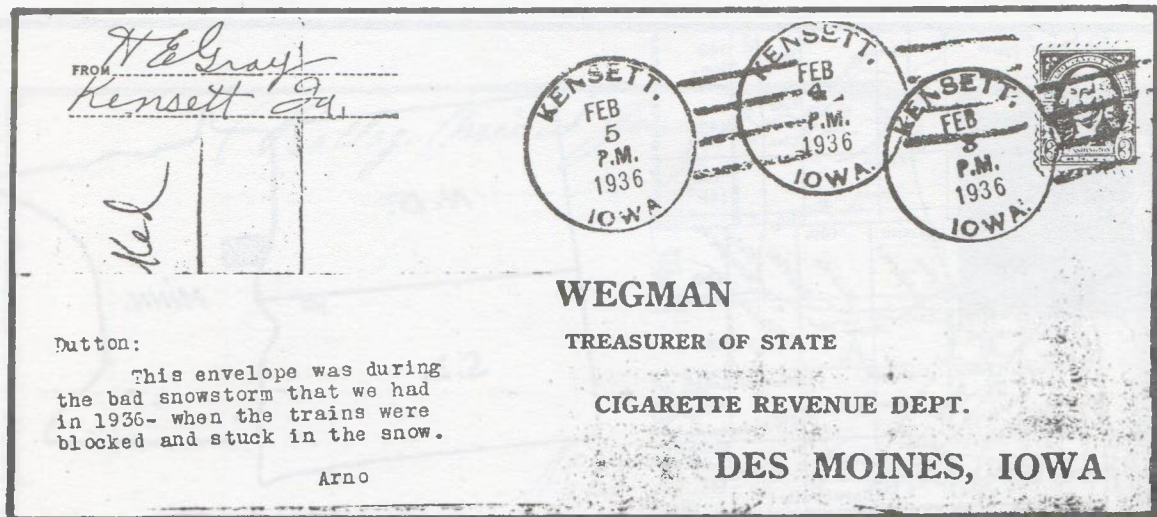 FROM H E Gray
Kensett Ia.
KENSETT.
FEB
5
P.M.
1936
IOWA
KENSETT.
FEB
4
P.M.
1936
IOWA
KENSETT.
FEB
3
P.M.
1936
IOWA.
WEGMAN
TREASURER OF STATE
CIGARETTE REVENUE DEPT.
DES MOINES, IOWA
Dutton:
This envelope was during
the bad snowstorm that we had
in 1936- when the trains were
blocked and stuck in the snow.
Arno